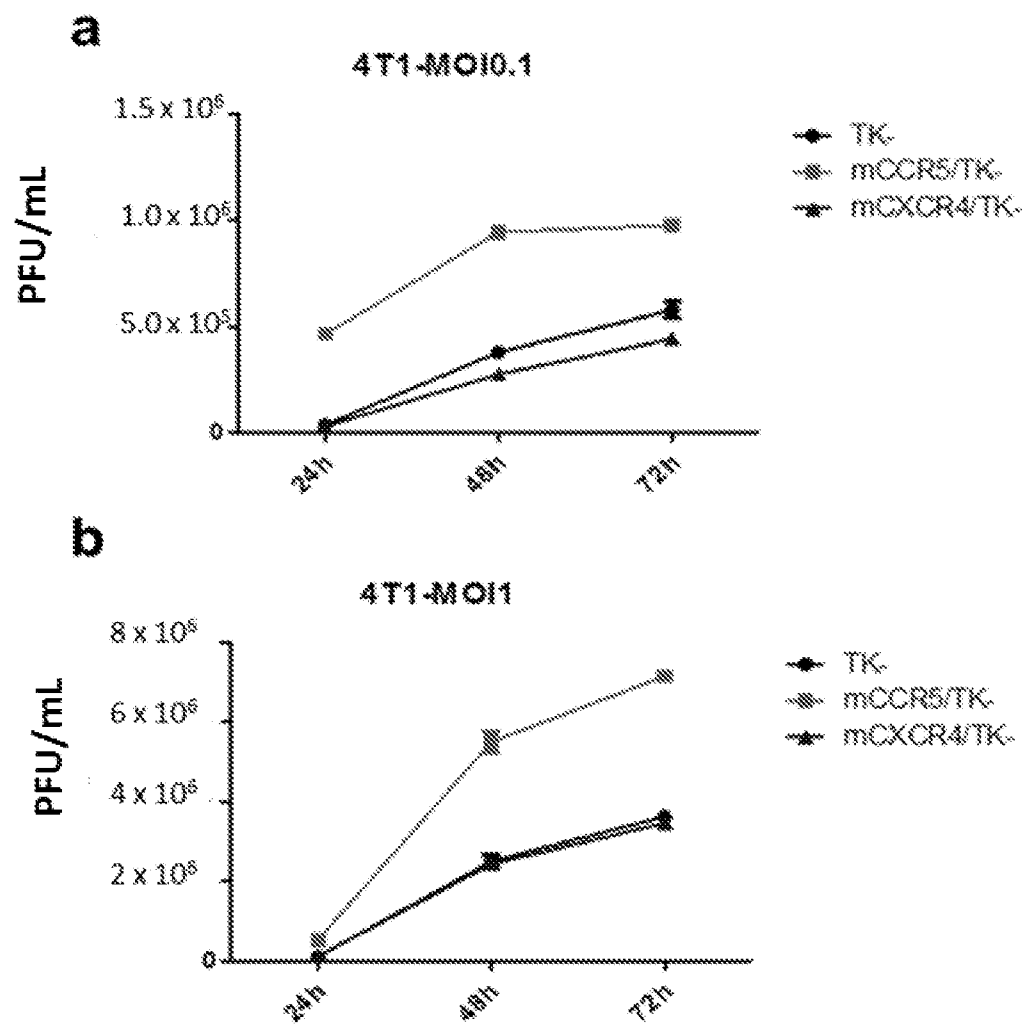 a
4T1-MOI0.1
1.5 x 10⁶
1.0 x 10⁶
5.0 x 10⁵
0
PFU/mL
24h
48h
72h
TK-
mCCR5/TK-
mCXCR4/TK-
b
4T1-MOI1
8 x 10⁶
6 x 10⁶
4 x 10⁶
2 x 10⁶
0
PFU/mL
24h
48h
72h
TK-
mCCR5/TK-
mCXCR4/TK-